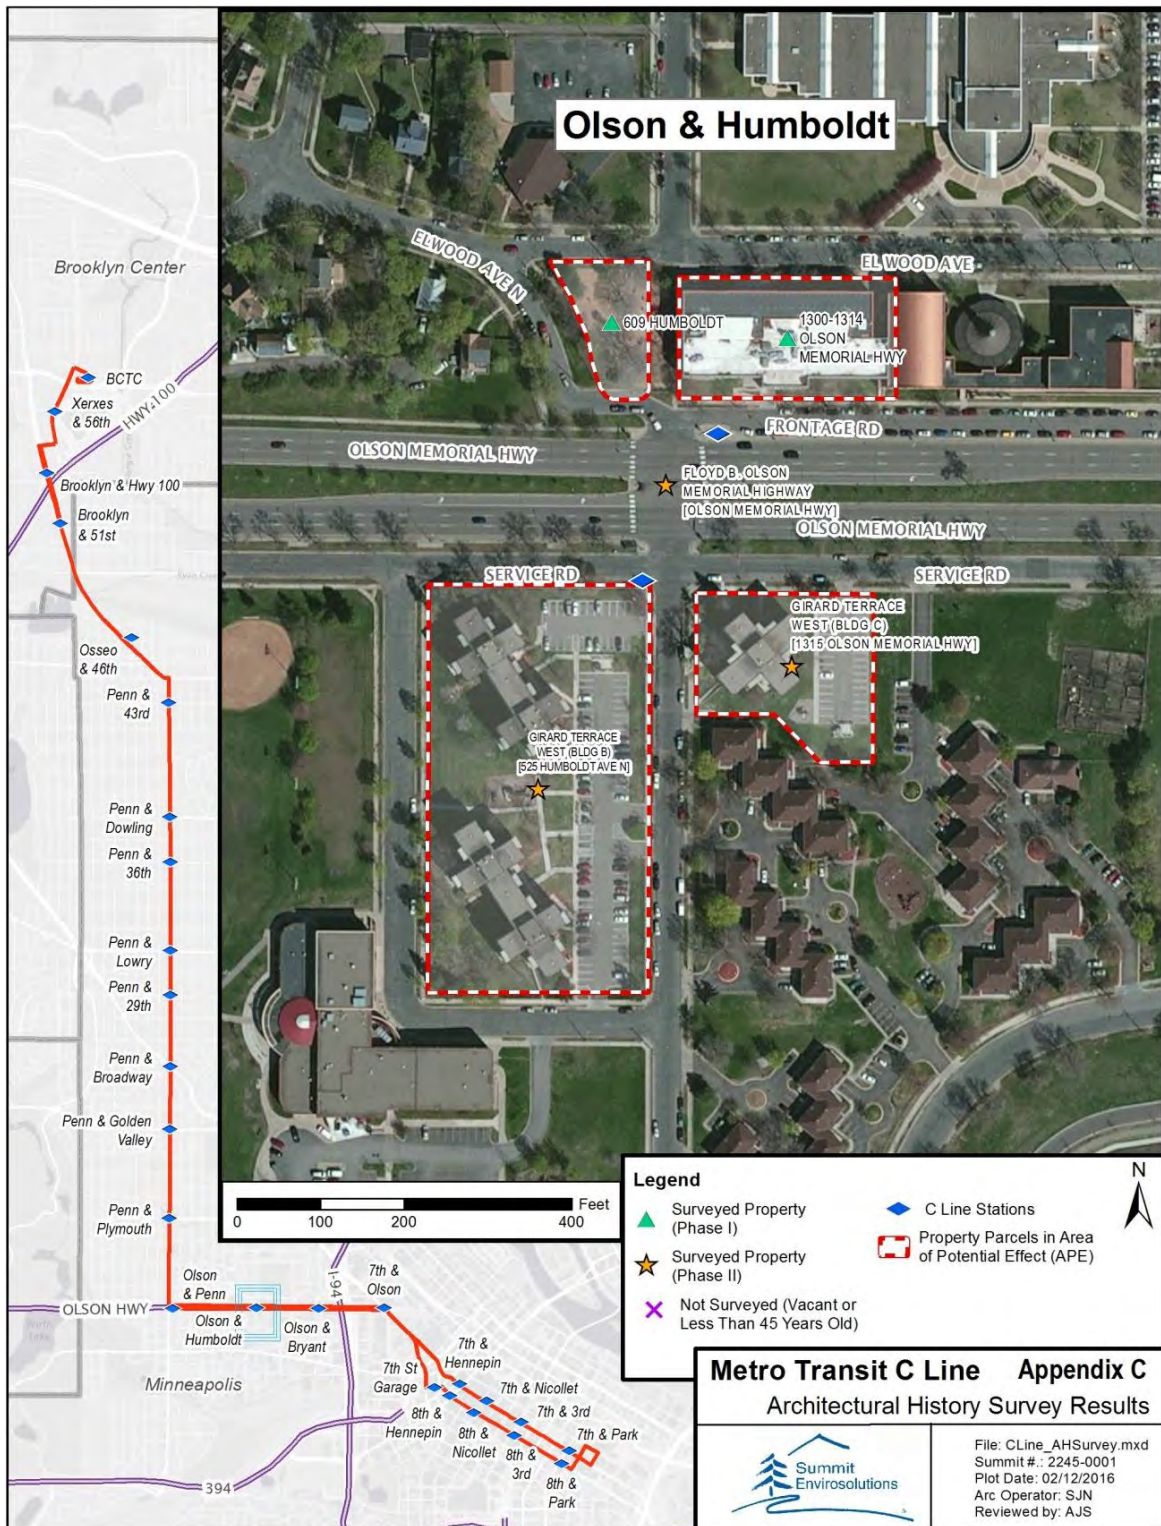 Olson & Humboldt
ELWOOD AVE N
ELWOOD AVE
609 HUMBOLDT
1300-1314
OLSON
MEMORIAL HWY
FRONTAGE RD
OLSON MEMORIAL HWY
FLOYD B. OLSON
MEMORIAL HIGHWAY
[OLSON MEMORIAL HWY]
OLSON MEMORIAL HWY
SERVICE RD
SERVICE RD
GIRARD TERRACE
WEST (BLDG C)
[1315 OLSON MEMORIAL HWY]
GIRARD TERRACE
WEST (BLDG B)
[525 HUMBOLDT AVE N]
Brooklyn Center
BCTC
Xerxes
& 56th
HWY 100
Brooklyn & Hwy 100
Brooklyn
& 51st
Osseo
& 46th
Penn &
43rd
Penn &
Dowling
Penn &
36th
Penn &
Lowry
Penn &
29th
Penn &
Broadway
Penn & Golden
Valley
Penn &
Plymouth
Olson
& Penn
OLSON HWY
Olson &
Humboldt
Olson &
Bryant
I-94
7th &
Olson
Minneapolis
7th St
Garage
7th &
Hennepin
7th & Nicollet
7th & 3rd
7th & Park
8th &
Hennepin
8th &
Nicollet
8th &
3rd
8th &
Park
394
0 100 200 400 Feet
Legend
Surveyed Property
(Phase I)
Surveyed Property
(Phase II)
Not Surveyed (Vacant or
Less Than 45 Years Old)
C Line Stations
Property Parcels in Area
of Potential Effect (APE)
N
Metro Transit C Line Appendix C
Architectural History Survey Results
Summit
Envirosolutions
File: CLine_AHSurvey.mxd
Summit #.: 2245-0001
Plot Date: 02/12/2016
Arc Operator: SJN
Reviewed by: AJS